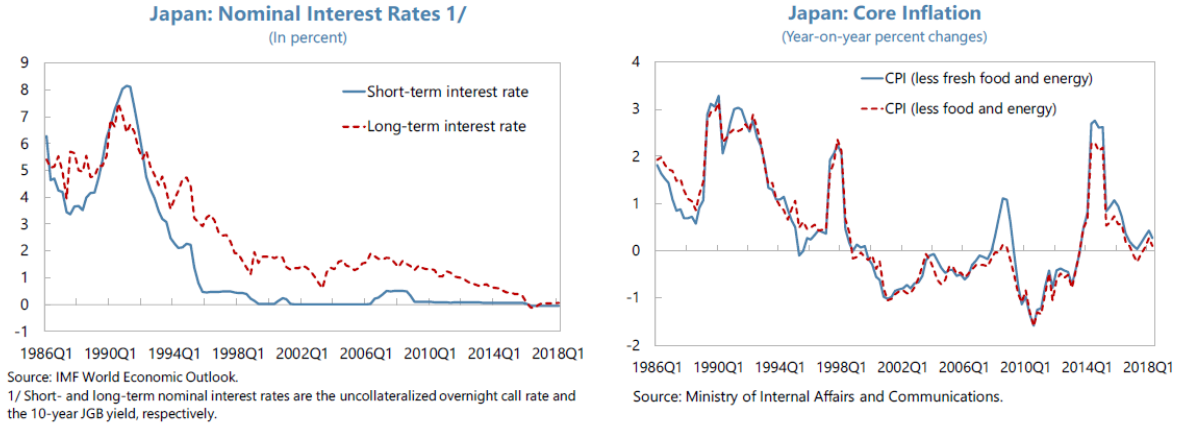 Japan: Nominal Interest Rates 1/
(In percent)
9
8
7
6
5
4
3
2
1
0
-1
Short-term interest rate
Long-term interest rate
1986Q1 1990Q1 1994Q1 1998Q1 2002Q1 2006Q1 2010Q1 2014Q1 2018Q1
Source: IMF World Economic Outlook.
1/ Short- and long-term nominal interest rates are the uncollateralized overnight call rate and
the 10-year JGB yield, respectively.
Japan: Core Inflation
(Year-on-year percent changes)
4
3
2
1
0
-1
-2
CPI (less fresh food and energy)
CPI (less food and energy)
1986Q1 1990Q1 1994Q1 1998Q1 2002Q1 2006Q1 2010Q1 2014Q1 2018Q1
Source: Ministry of Internal Affairs and Communications.